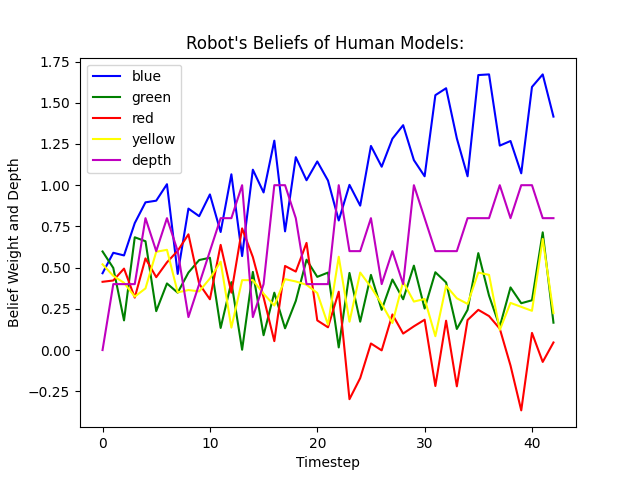 Robot's Beliefs of Human Models:
Belief Weight and Depth
1.75
1.50
1.25
1.00
0.75
0.50
0.25
0.00
−0.25
blue
green
red
yellow
depth
0 10 20 30 40
Timestep